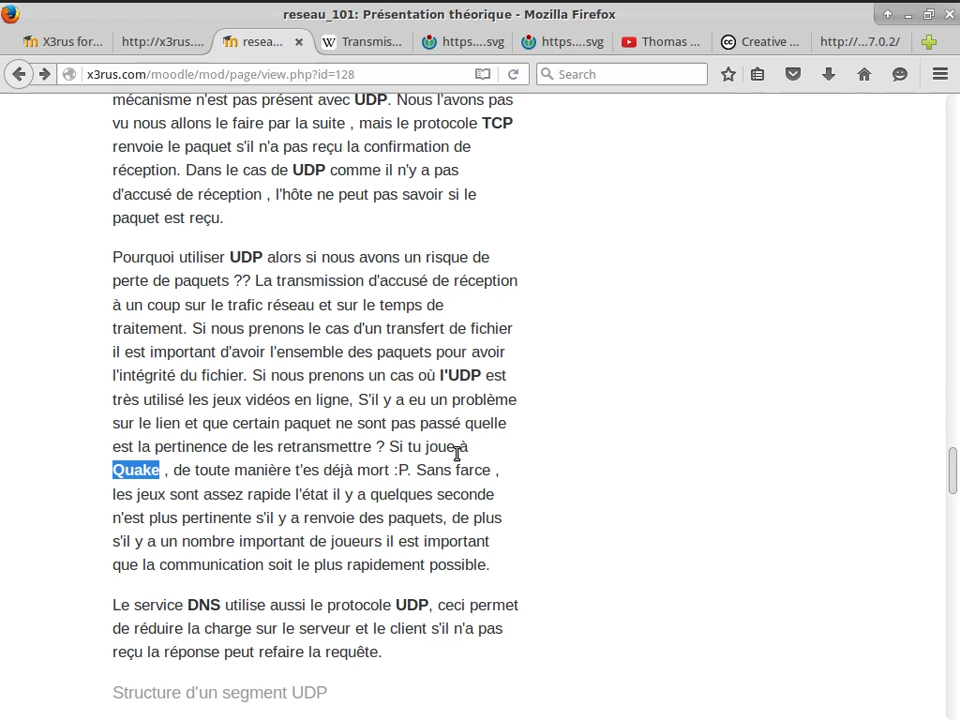 reseau_101: Présentation théorique - Mozilla Firefox
X3rus for...
http://x3rus....
resea...
Transmis...
https....svg
https....svg
Thomas ...
Creative ...
http://...7.0.2/
x3rus.com/moodle/mod/page/view.php?id=128
Search
mécanisme n'est pas présent avec UDP. Nous l'avons pas
vu nous allons le faire par la suite , mais le protocole TCP
renvoie le paquet s'il n'a pas reçu la confirmation de
réception. Dans le cas de UDP comme il n'y a pas
d'accusé de réception , l'hôte ne peut pas savoir si le
paquet est reçu.
Pourquoi utiliser UDP alors si nous avons un risque de
perte de paquets ?? La transmission d'accusé de réception
à un coup sur le trafic réseau et sur le temps de
traitement. Si nous prenons le cas d'un transfert de fichier
il est important d'avoir l'ensemble des paquets pour avoir
l'intégrité du fichier. Si nous prenons un cas où l'UDP est
très utilisé les jeux vidéos en ligne, S'il y a eu un problème
sur le lien et que certain paquet ne sont pas passé quelle
est la pertinence de les retransmettre ? Si tu joue à
Quake , de toute manière t'es déjà mort :P. Sans farce ,
les jeux sont assez rapide l'état il y a quelques seconde
n'est plus pertinente s'il y a renvoie des paquets, de plus
s'il y a un nombre important de joueurs il est important
que la communication soit le plus rapidement possible.
Le service DNS utilise aussi le protocole UDP, ceci permet
de réduire la charge sur le serveur et le client s'il n'a pas
reçu la réponse peut refaire la requête.
Structure d'un segment UDP